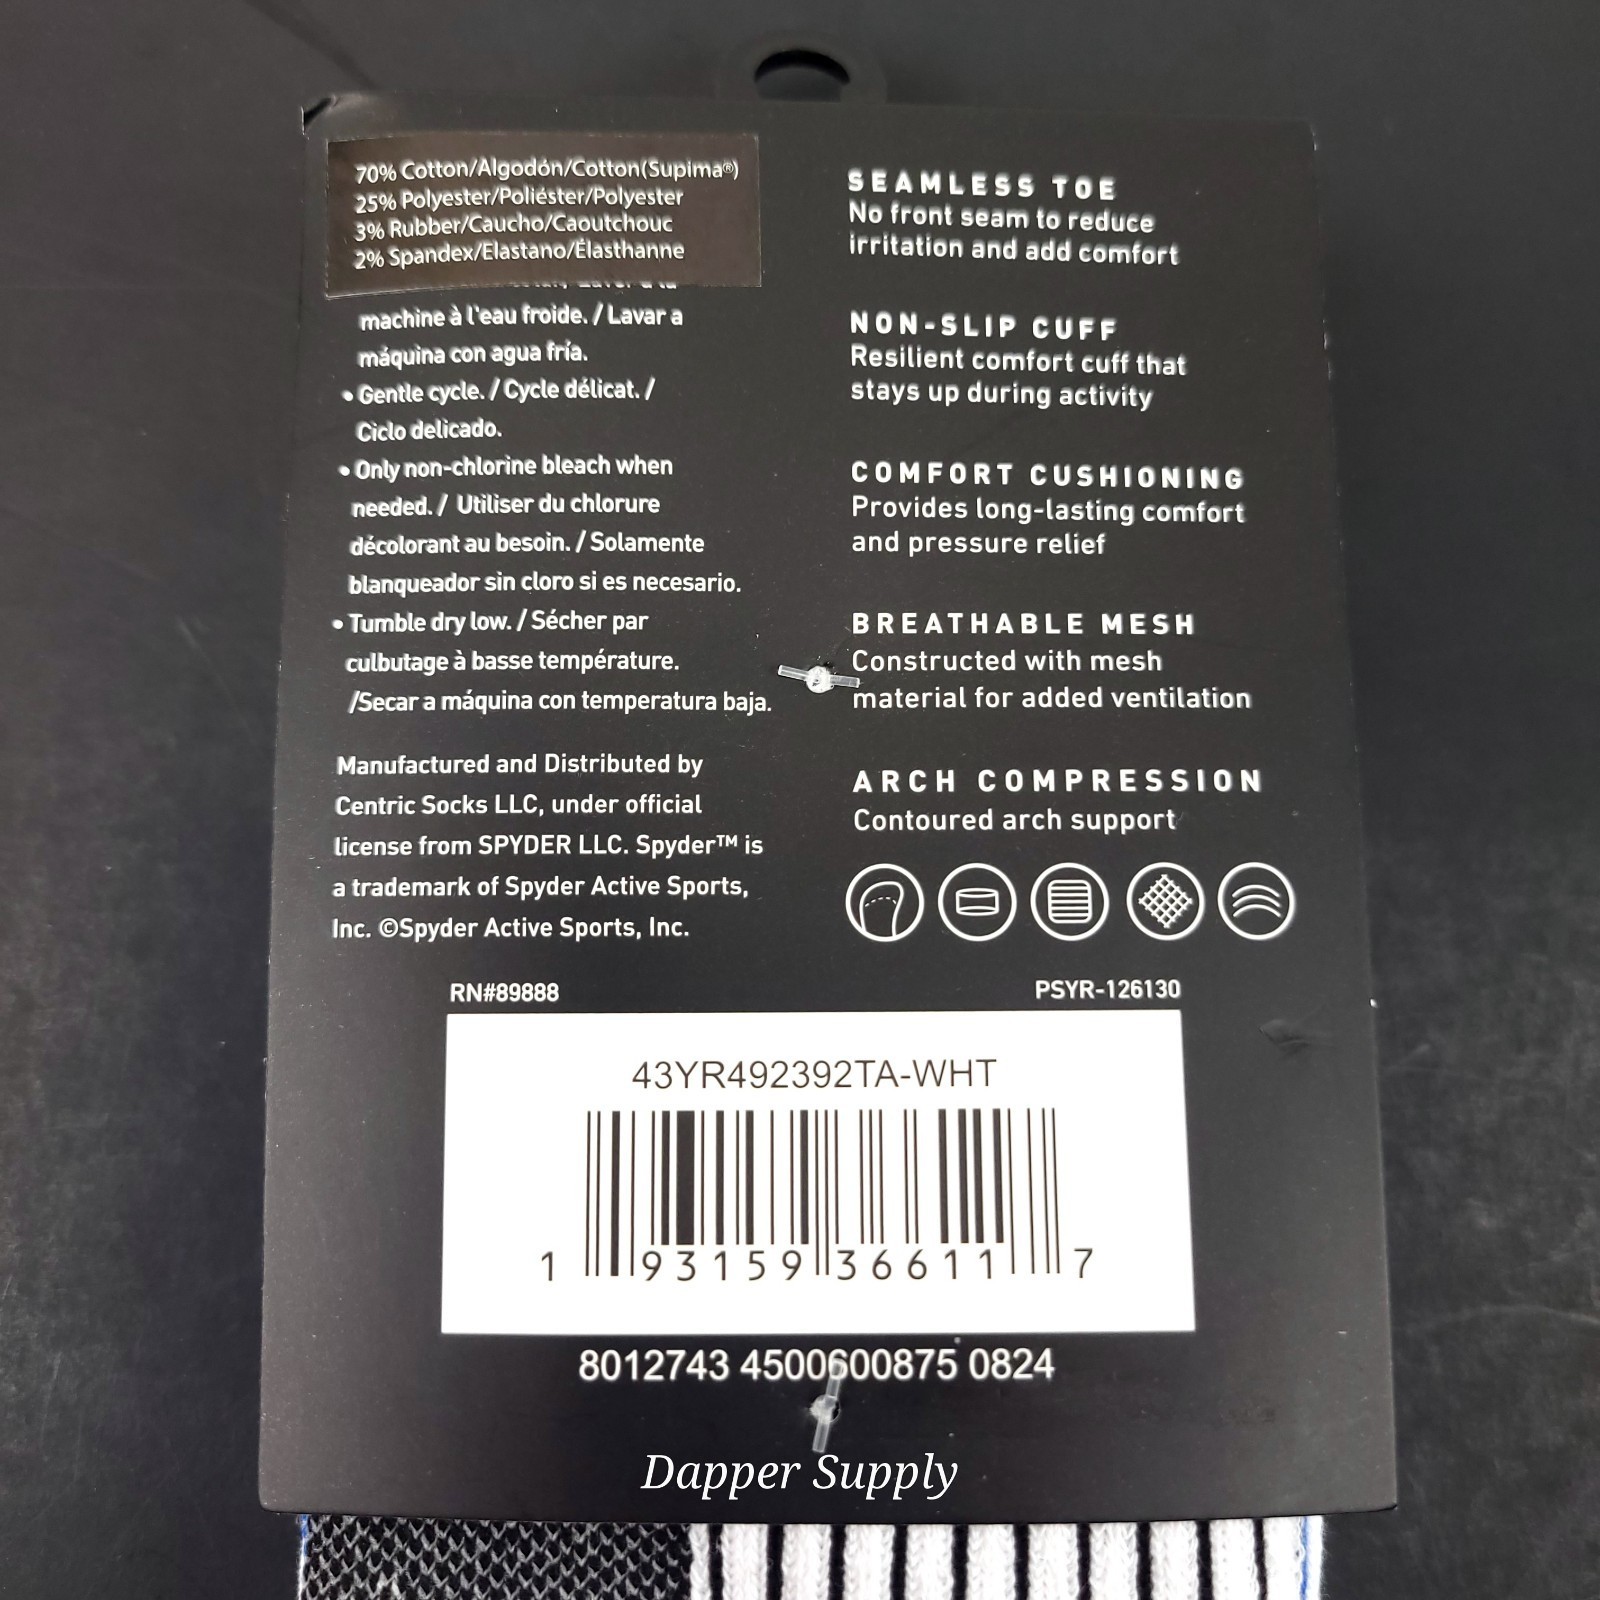 70% Cotton/Algodón/Cotton(Supima®)
25% Polyester/Poliéster/Polyester
3% Rubber/Caucho/Caoutchouc
2% Spandex/Elastano/Élasthanne
machine à l'eau froide. / Lavar a
máquina con agua fría.
• Gentle cycle. / Cycle délicat. /
Ciclo delicado.
• Only non-chlorine bleach when
needed. / Utiliser du chlorure
décolorant au besoin. / Solamente
blanqueador sin cloro si es necesario.
• Tumble dry low. / Sécher par
culbutage à basse température.
/Secar a máquina con temperatura baja.
Manufactured and Distributed by
Centric Socks LLC, under official
license from SPYDER LLC. Spyder™ is
a trademark of Spyder Active Sports,
Inc. ©Spyder Active Sports, Inc.
SEAMLESS TOE
No front seam to reduce
irritation and add comfort
NON-SLIP CUFF
Resilient comfort cuff that
stays up during activity
COMFORT CUSHIONING
Provides long-lasting comfort
and pressure relief
BREATHABLE MESH
Constructed with mesh
material for added ventilation
ARCH COMPRESSION
Contoured arch support
RN#89888
PSYR-126130
43YR492392TA-WHT
1 93159 36611 7
8012743 4500600875 0824
Dapper Supply